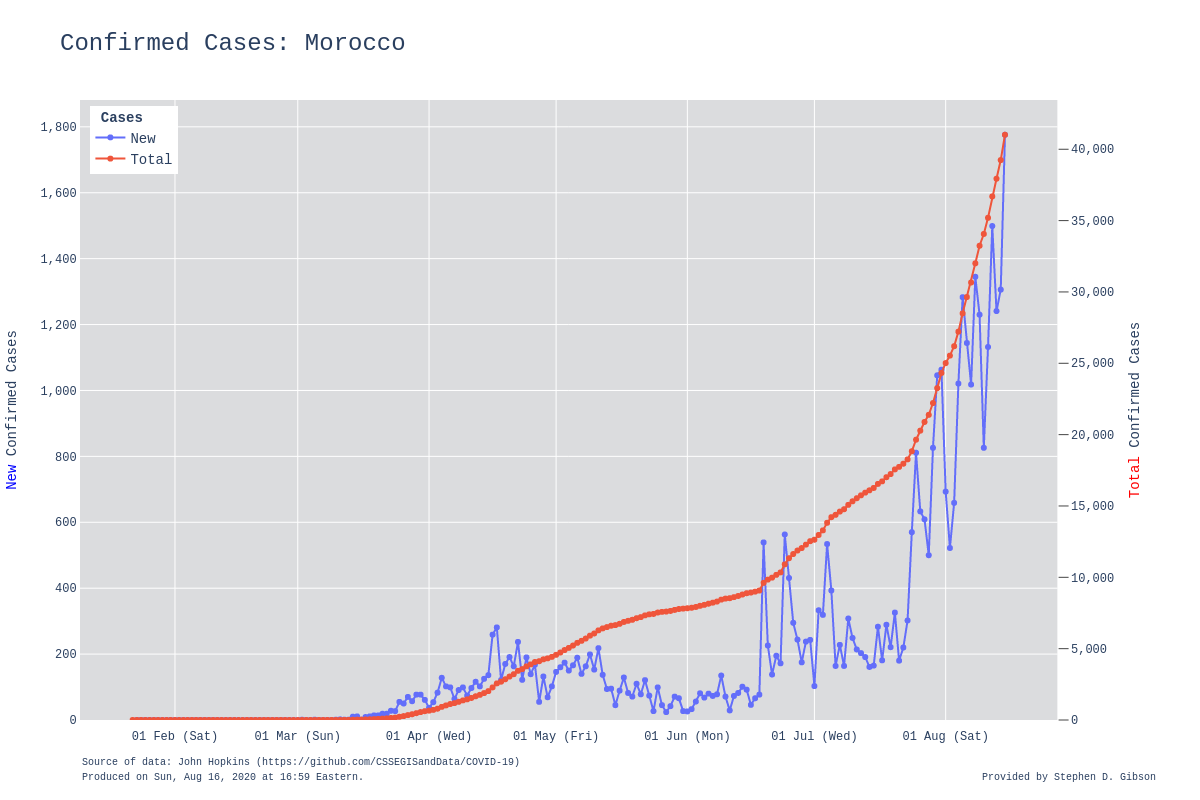 Confirmed Cases: Morocco
Cases
New
Total
1,800
1,600
1,400
1,200
1,000
800
600
400
200
0
New Confirmed Cases
40,000
35,000
30,000
25,000
20,000
15,000
10,000
5,000
0
Total Confirmed Cases
01 Feb (Sat) 01 Mar (Sun) 01 Apr (Wed) 01 May (Fri) 01 Jun (Mon) 01 Jul (Wed) 01 Aug (Sat)
Source of data: John Hopkins (https://github.com/CSSEGISandData/COVID-19)
Produced on Sun, Aug 16, 2020 at 16:59 Eastern.
Provided by Stephen D. Gibson